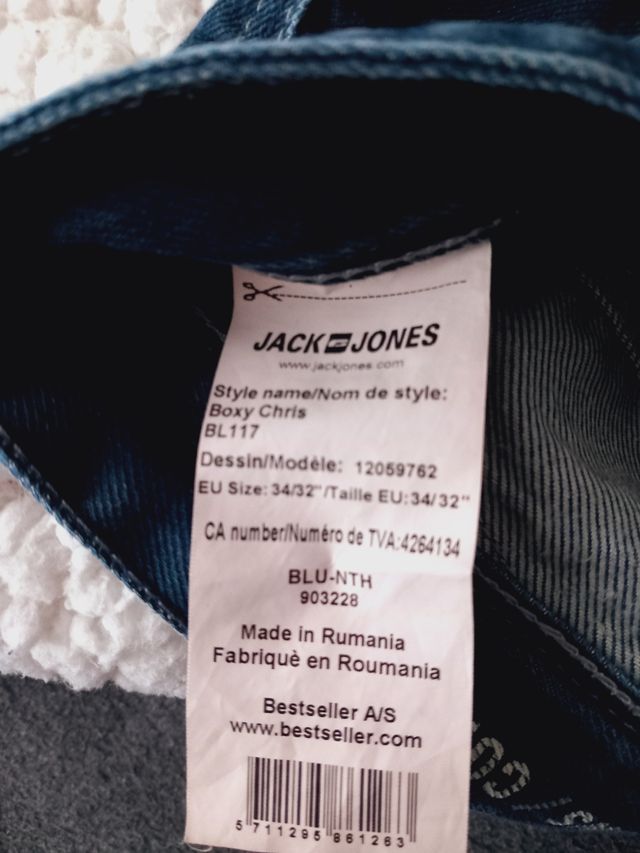 JACK JONES
www.jackjones.com
Style name/Nom de style:
Boxy Chris
BL117
Dessin/Modèle: 12059762
EU Size: 34/32"/Taille EU:34/32"
CA number/Numéro de TVA:4264134
BLU-NTH
903228
Made in Rumania
Fabriquè en Roumania
Bestseller A/S
www.bestseller.com
5 711295 861263